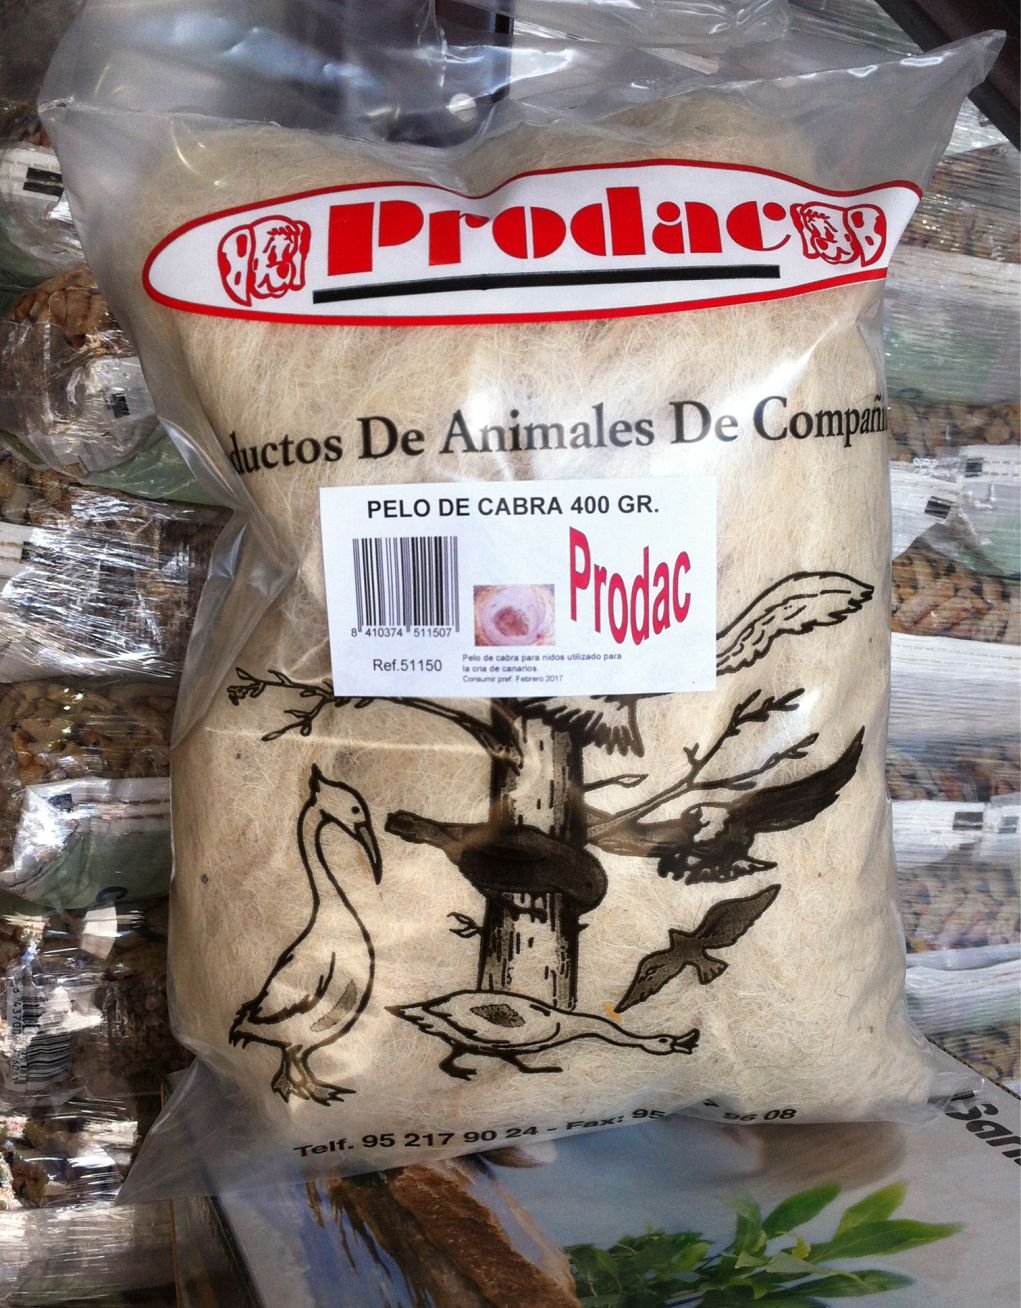 Prodac
ductos De Animales De Compañi
PELO DE CABRA 400 GR.
Prodac
8 410374 511507
Ref.51150
Pelo de cabra para nidos utilizado para
la cria de canarios.
Consumir pref. Febrero 2017
Telf. 95 217 90 24 - Fax: 95 96 08